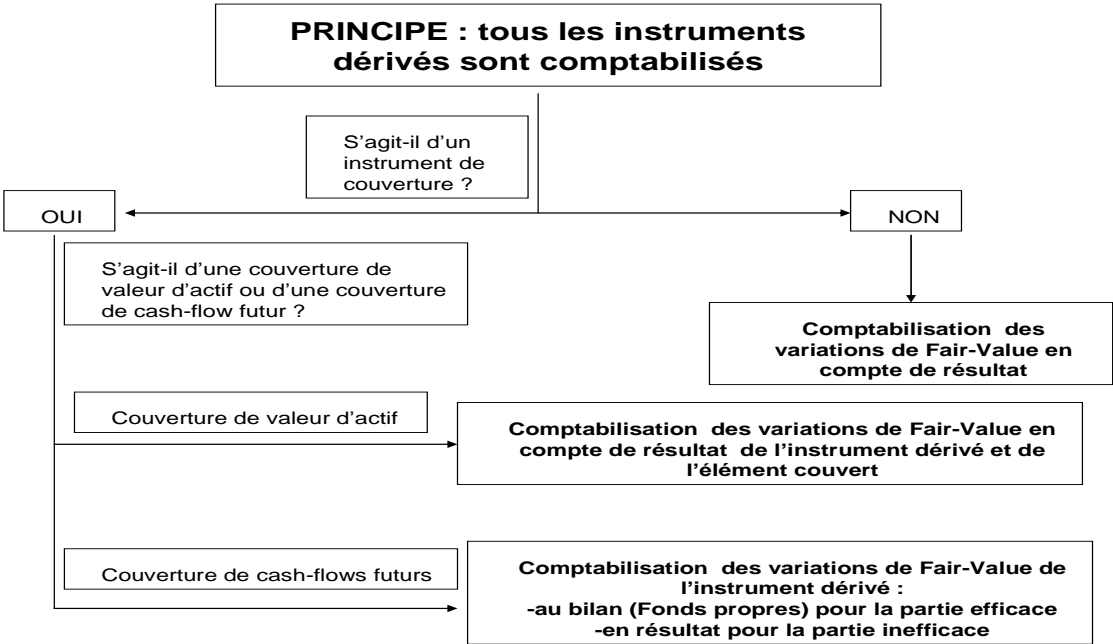 PRINCIPE : tous les instruments
dérivés sont comptabilisés
S'agit-il d'un
instrument de
couverture ?
OUI
NON
S'agit-il d'une couverture de
valeur d'actif ou d'une couverture
de cash-flow futur ?
Comptabilisation des
variations de Fair-Value en
compte de résultat
Couverture de valeur d'actif
Comptabilisation des variations de Fair-Value en
compte de résultat de l'instrument dérivé et de
l'élément couvert
Couverture de cash-flows futurs
Comptabilisation des variations de Fair-Value de
l'instrument dérivé :
-au bilan (Fonds propres) pour la partie efficace
-en résultat pour la partie inefficace